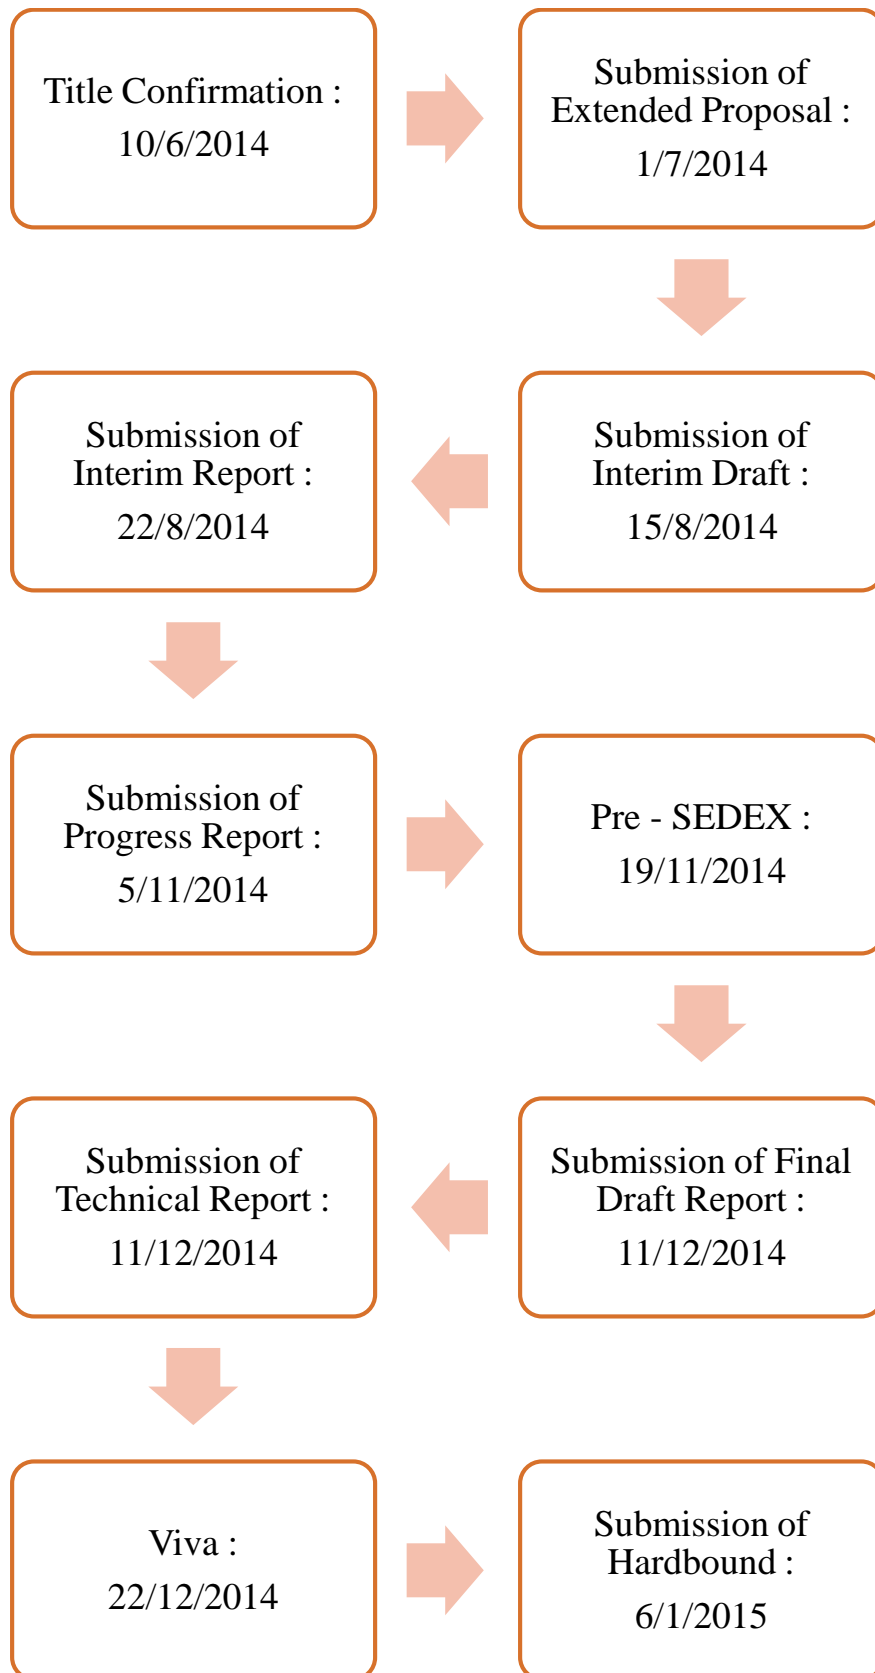 Title Confirmation :
10/6/2014
Submission of
Extended Proposal :
1/7/2014
Submission of
Interim Draft :
15/8/2014
Submission of
Interim Report :
22/8/2014
Submission of
Progress Report :
5/11/2014
Pre - SEDEX :
19/11/2014
Submission of Final
Draft Report :
11/12/2014
Submission of
Technical Report :
11/12/2014
Viva :
22/12/2014
Submission of
Hardbound :
6/1/2015